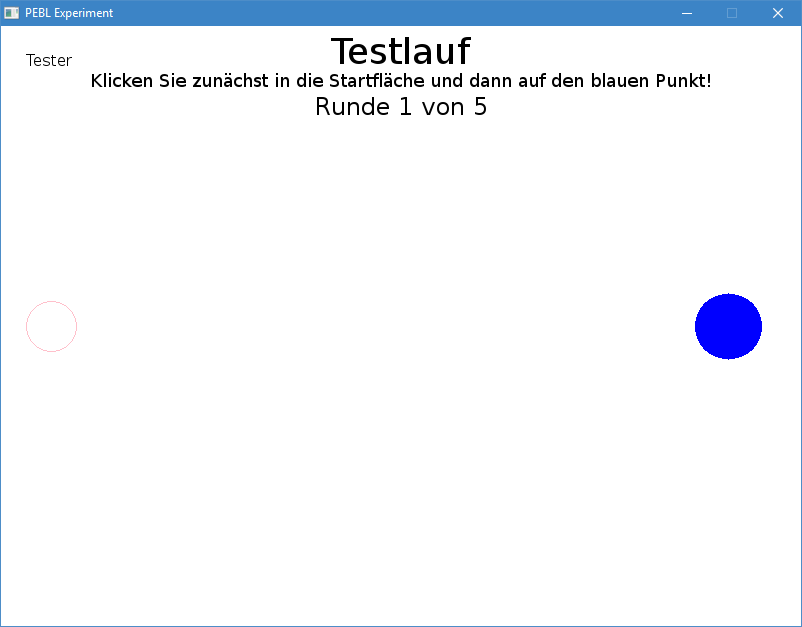 PEBL Experiment
Testlauf
Tester
Klicken Sie zunächst in die Startfläche und dann auf den blauen Punkt!
Runde 1 von 5